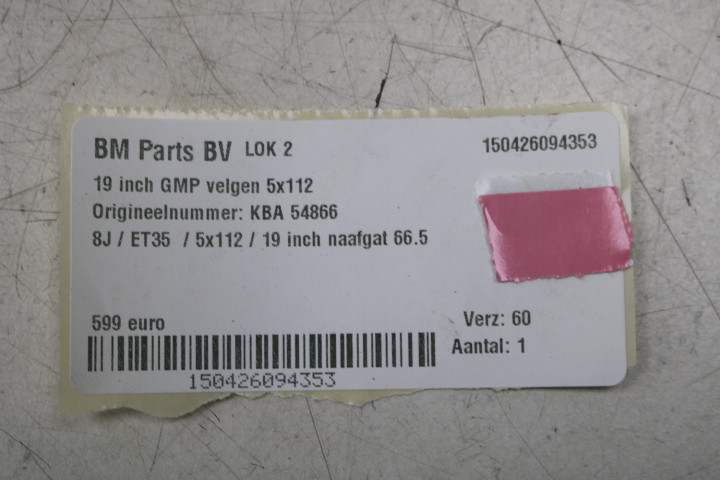 BM Parts BV LOK 2 150426094353
19 inch GMP velgen 5x112
Origineelnummer: KBA 54866
8J / ET35 / 5x112 / 19 inch naafgat 66.5
599 euro Verz: 60
Aantal: 1
150426094353